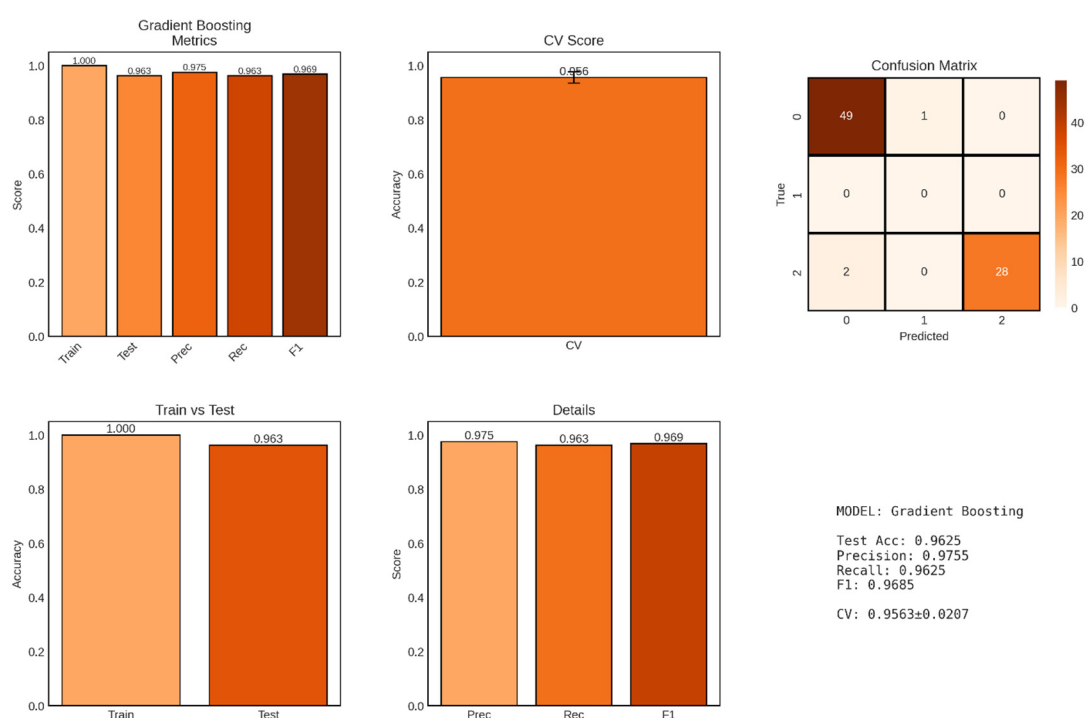 Gradient Boosting
Metrics
1.000
0.963
0.975
0.963
0.969
1.0
0.8
0.6
0.4
0.2
0.0
Score
Train
Test
Prec
Rec
F1
CV Score
0.956
1.0
0.8
0.6
0.4
0.2
0.0
Accuracy
CV
Confusion Matrix
0
1
2
True
49 1 0
0 0 0
2 0 28
0 1 2
Predicted
40
30
20
10
0
Train vs Test
1.000
0.963
1.0
0.8
0.6
0.4
0.2
0.0
Accuracy
Train
Test
Details
0.975
0.963
0.969
1.0
0.8
0.6
0.4
0.2
0.0
Score
Prec
Rec
F1
MODEL: Gradient Boosting
Test Acc: 0.9625
Precision: 0.9755
Recall: 0.9625
F1: 0.9685
CV: 0.9563±0.0207